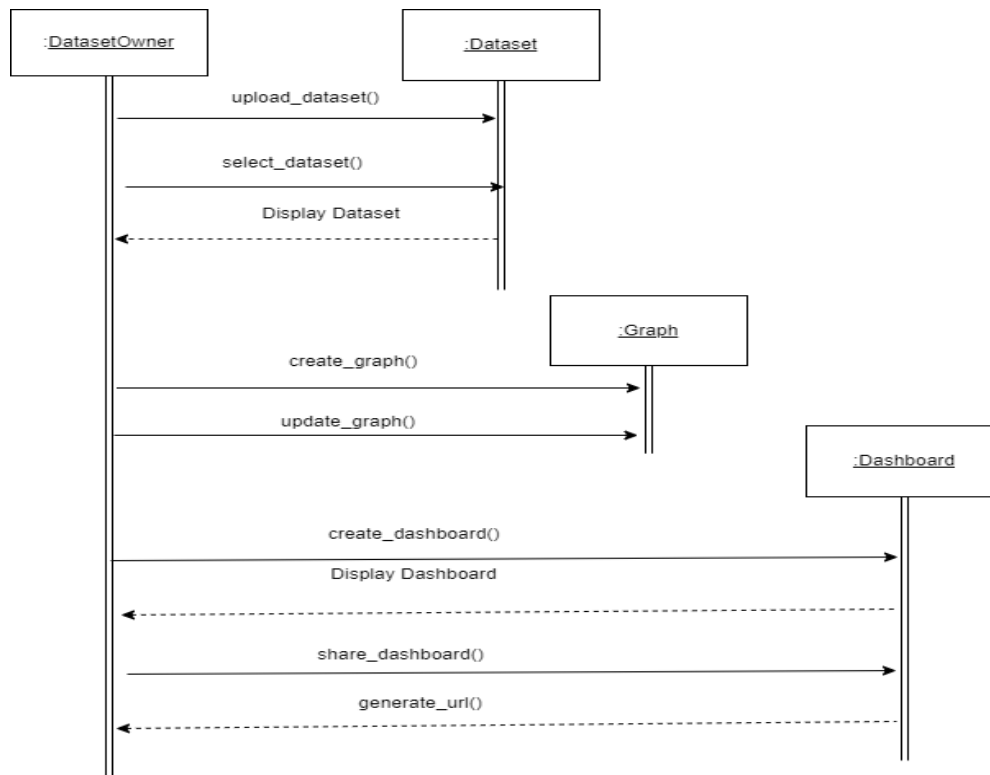 :DatasetOwner
:Dataset
upload_dataset()
select_dataset()
Display Dataset
:Graph
create_graph()
update_graph()
:Dashboard
create_dashboard()
Display Dashboard
share_dashboard()
generate_url()